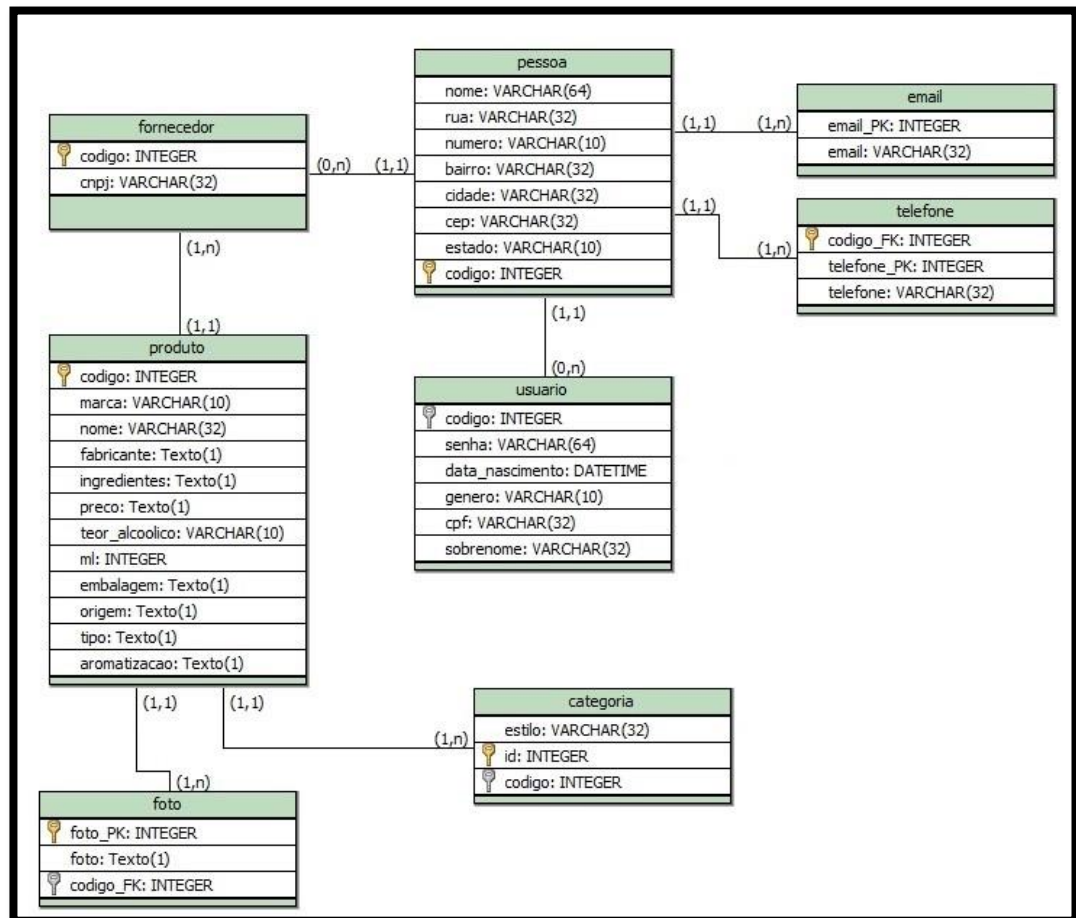 pessoa
nome: VARCHAR(64)
rua: VARCHAR(32)
numero: VARCHAR(10)
bairro: VARCHAR(32)
cidade: VARCHAR(32)
cep: VARCHAR(32)
estado: VARCHAR(10)
codigo: INTEGER
email
email_PK: INTEGER
email: VARCHAR(32)
(1,1)
(1,n)
fornecedor
codigo: INTEGER
cnpj: VARCHAR(32)
(0,n)
(1,1)
telefone
codigo_FK: INTEGER
telefone_PK: INTEGER
telefone: VARCHAR(32)
(1,1)
(1,n)
(1,n)
(1,1)
(1,1)
(0,n)
produto
codigo: INTEGER
marca: VARCHAR(10)
nome: VARCHAR(32)
fabricante: Texto(1)
ingredientes: Texto(1)
preco: Texto(1)
teor_alcoolico: VARCHAR(10)
ml: INTEGER
embalagem: Texto(1)
origem: Texto(1)
tipo: Texto(1)
aromatizacao: Texto(1)
usuario
codigo: INTEGER
senha: VARCHAR(64)
data_nascimento: DATETIME
genero: VARCHAR(10)
cpf: VARCHAR(32)
sobrenome: VARCHAR(32)
(1,1)
(1,1)
(1,n)
(1,n)
categoria
estilo: VARCHAR(32)
id: INTEGER
codigo: INTEGER
foto
foto_PK: INTEGER
foto: Texto(1)
codigo_FK: INTEGER